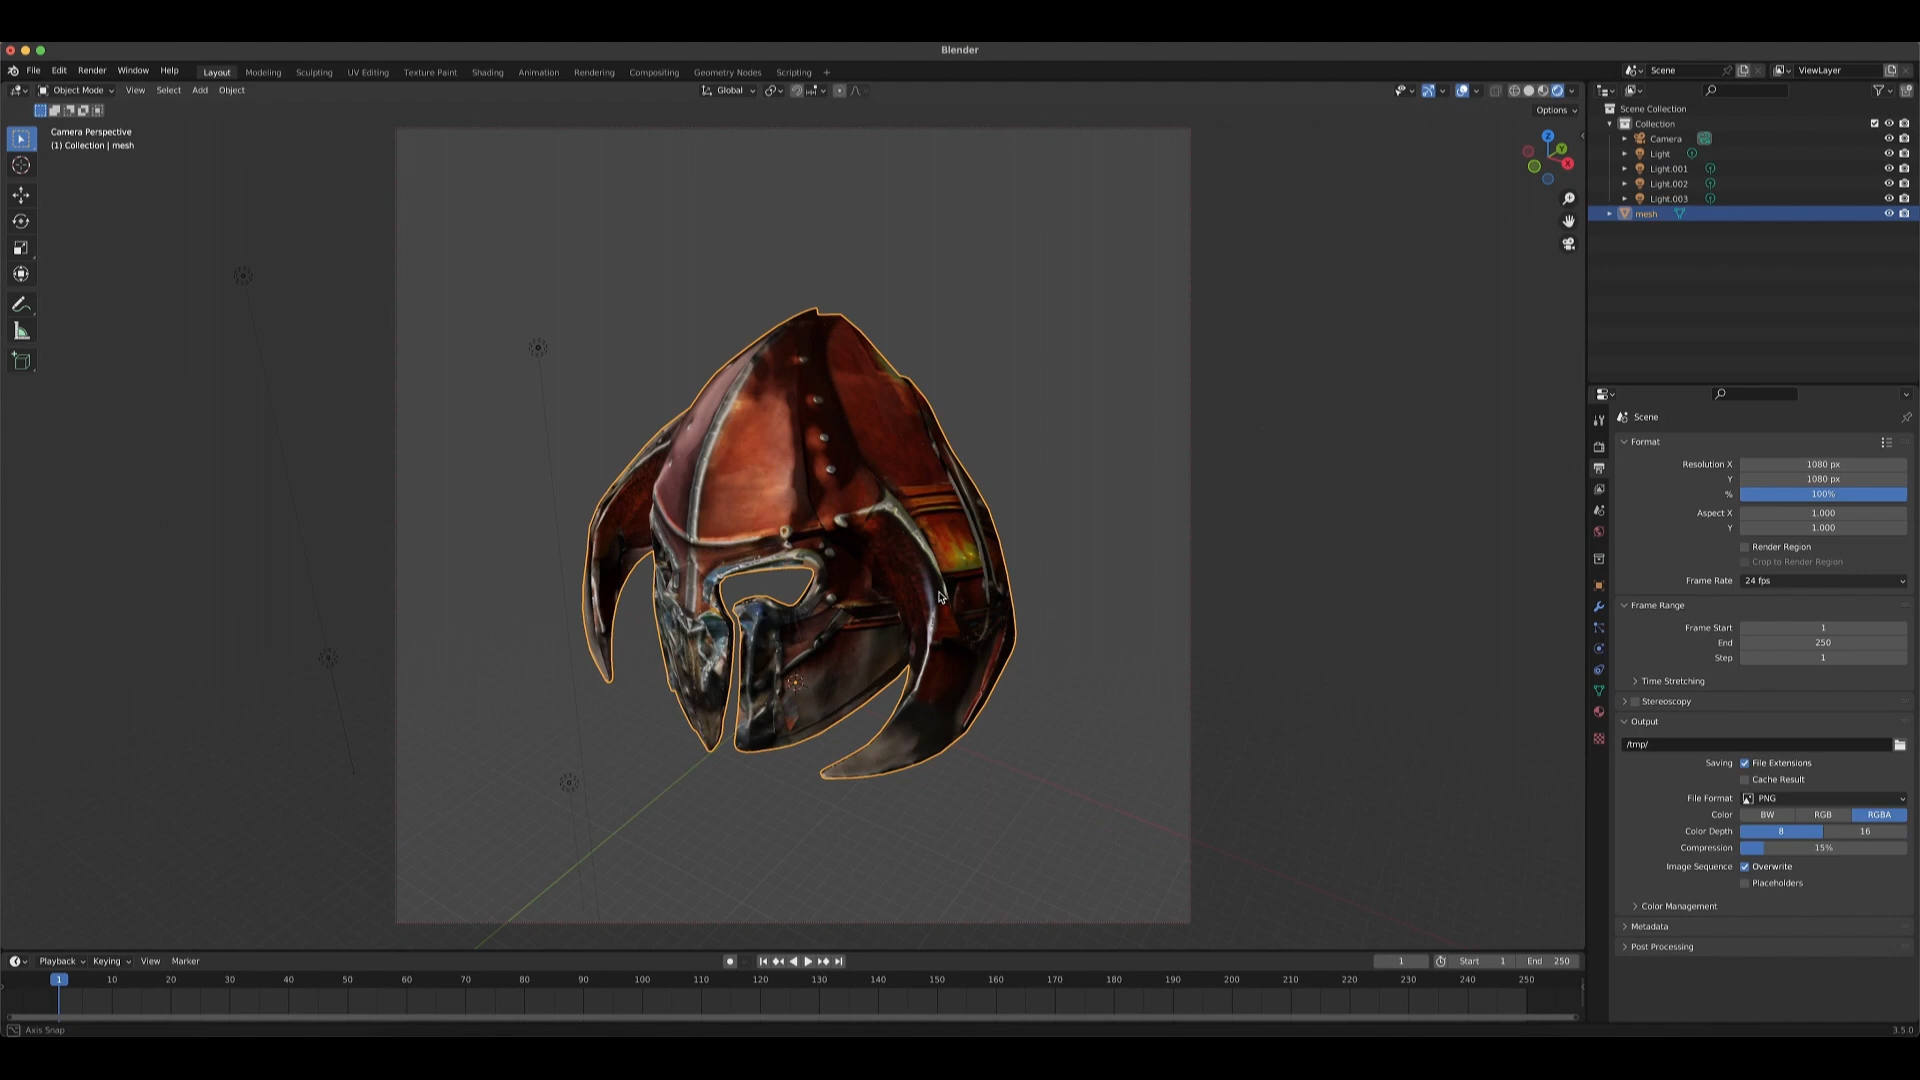 Blender
File Edit Render Window Help Layout Modeling Sculpting UV Editing Texture Paint Shading Animation Rendering Compositing Geometry Nodes Scripting + Scene ViewLayer
Object Mode View Select Add Object Global
Options
Camera Perspective
(1) Collection | mesh
Z
Y
X
Scene Collection
Collection
Camera
Light
Light.001
Light.002
Light.003
mesh
Scene
Format
Resolution X 1080 px
Y 1080 px
% 100%
Aspect X 1.000
Y 1.000
Render Region
Crop to Render Region
Frame Rate 24 fps
Frame Range
Frame Start 1
End 250
Step 1
Time Stretching
Stereoscopy
Output
/tmp/
Saving File Extensions
Cache Result
File Format PNG
Color BW RGB RGBA
Color Depth 8 16
Compression 15%
Image Sequence Overwrite
Placeholders
Color Management
Metadata
Post Processing
Playback Keying View Marker 1 Start 1 End 250
1 10 20 30 40 50 60 70 80 90 100 110 120 130 140 150 160 170 180 190 200 210 220 230 240 250
Axis Snap
3.5.0